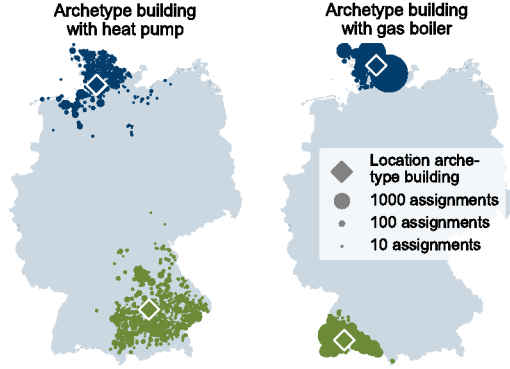 Archetype building
with heat pump
Archetype building
with gas boiler
Location arche-
type building
1000 assignments
100 assignments
10 assignments